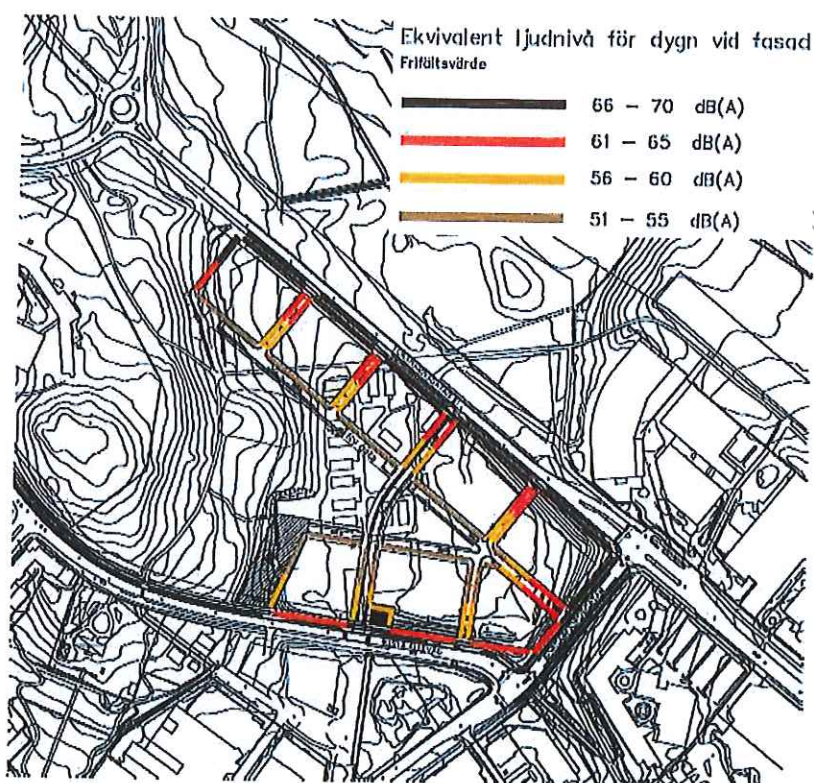 Ekvivalent ljudnivå för dygn vid fasad
Frifältsvärde
66 – 70 dB(A)
61 – 65 dB(A)
56 – 60 dB(A)
51 – 55 dB(A)